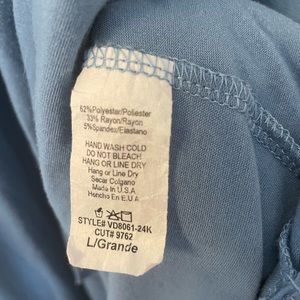 62%Polyester/Poliester
33% Rayon/Rayon
5%Spandex/Elastano
HAND WASH COLD
DO NOT BLEACH!
HANG OR LINE DRY
Hang or Line Dry
Secar Colgano
Made In U.S.A
Hencho En E.U.A
STYLE# VD8061-24K
CUT# 9762
L/Grande